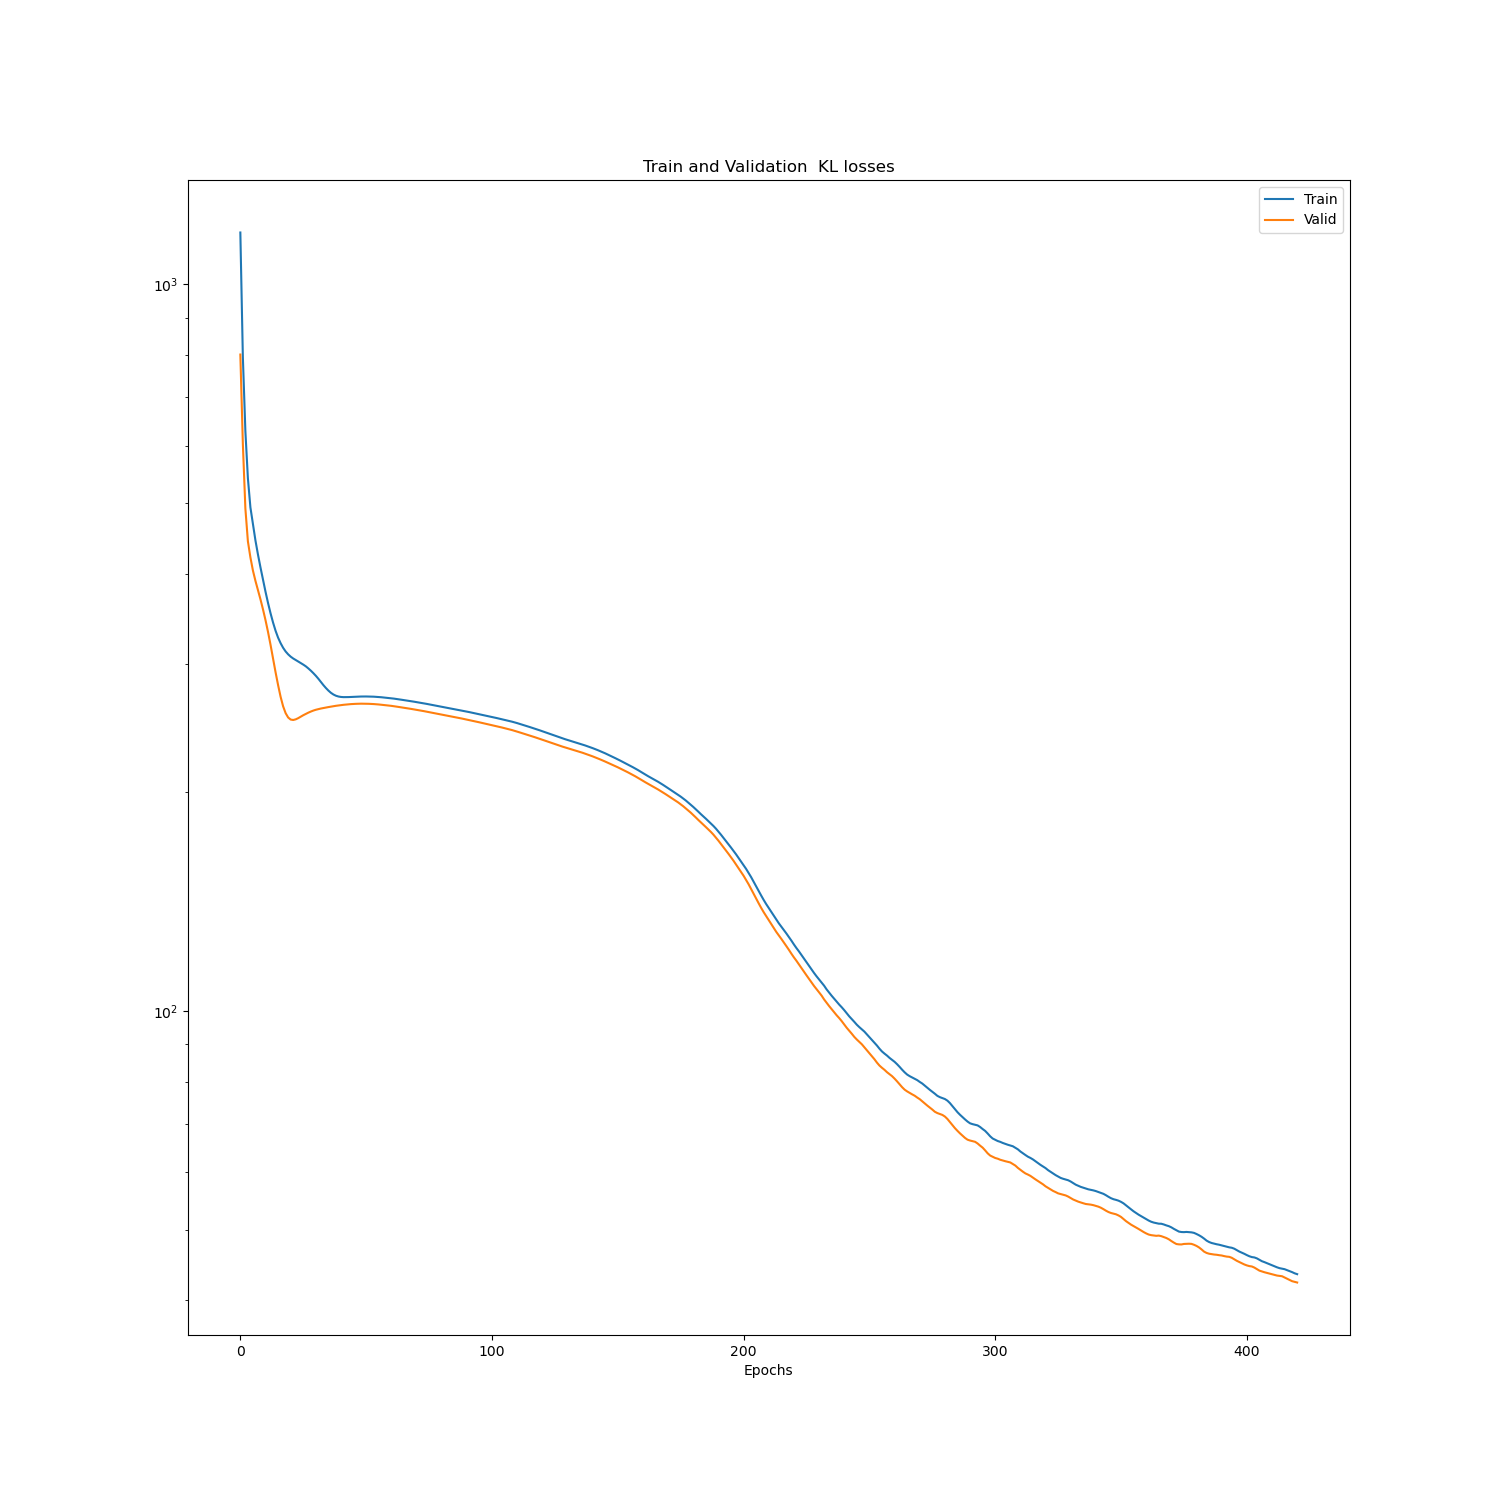 Train and Validation  KL losses
Train
Valid
10³
10²
0 100 200 300 400
Epochs